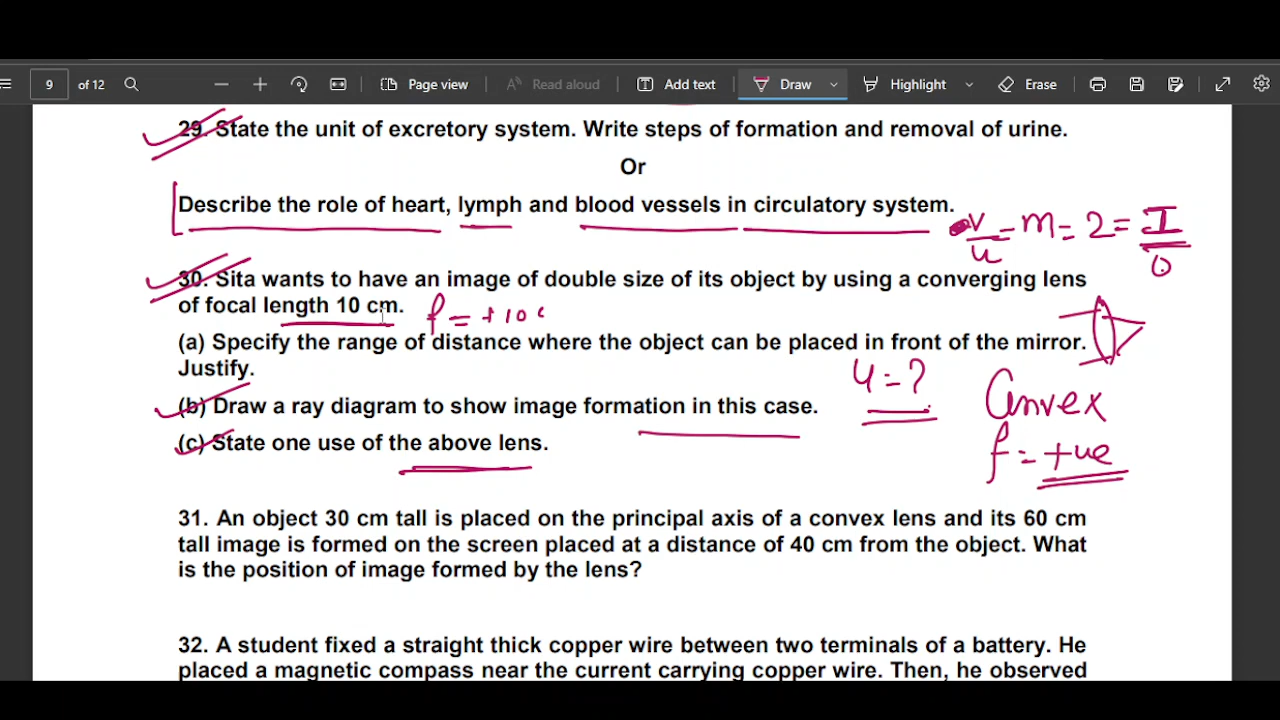 9 of 12 Page view Read aloud Add text Draw Highlight Erase
29. State the unit of excretory system. Write steps of formation and removal of urine.
Or
Describe the role of heart, lymph and blood vessels in circulatory system.
v/u = m = 2 = I/O
30. Sita wants to have an image of double size of its object by using a converging lens
of focal length 10 cm.
f = +10 c
(a) Specify the range of distance where the object can be placed in front of the mirror.
Justify.
u = ?
(b) Draw a ray diagram to show image formation in this case.
Convex
(c) State one use of the above lens.
f = +ve
31. An object 30 cm tall is placed on the principal axis of a convex lens and its 60 cm
tall image is formed on the screen placed at a distance of 40 cm from the object. What
is the position of image formed by the lens?
32. A student fixed a straight thick copper wire between two terminals of a battery. He
placed a magnetic compass near the current carrying copper wire. Then, he observed